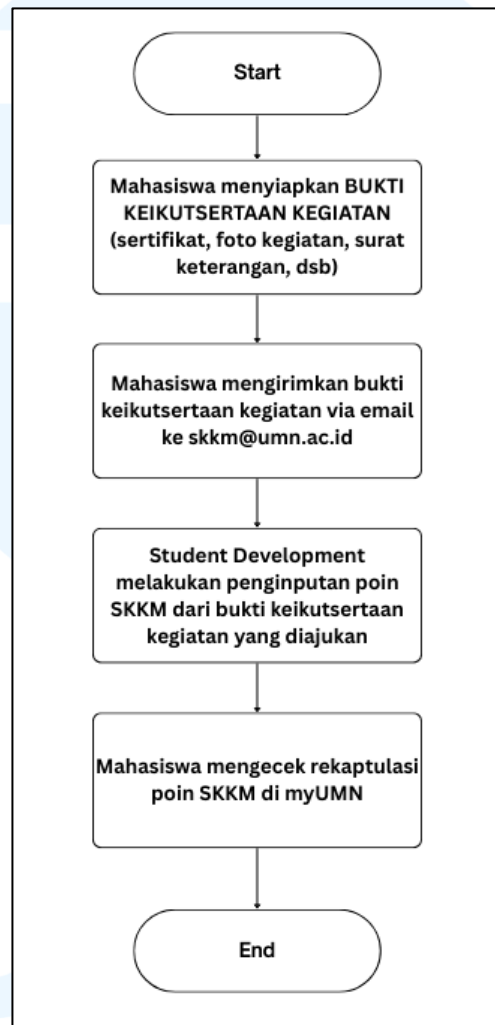 Start
Mahasiswa menyiapkan BUKTI
KEIKUTSERTAAN KEGIATAN
(sertifikat, foto kegiatan, surat
keterangan, dsb)
Mahasiswa mengirimkan bukti
keikutsertaan kegiatan via email
ke skkm@umn.ac.id
Student Development
melakukan penginputan poin
SKKM dari bukti keikutsertaan
kegiatan yang diajukan
Mahasiswa mengecek rekaptulasi
poin SKKM di myUMN
End